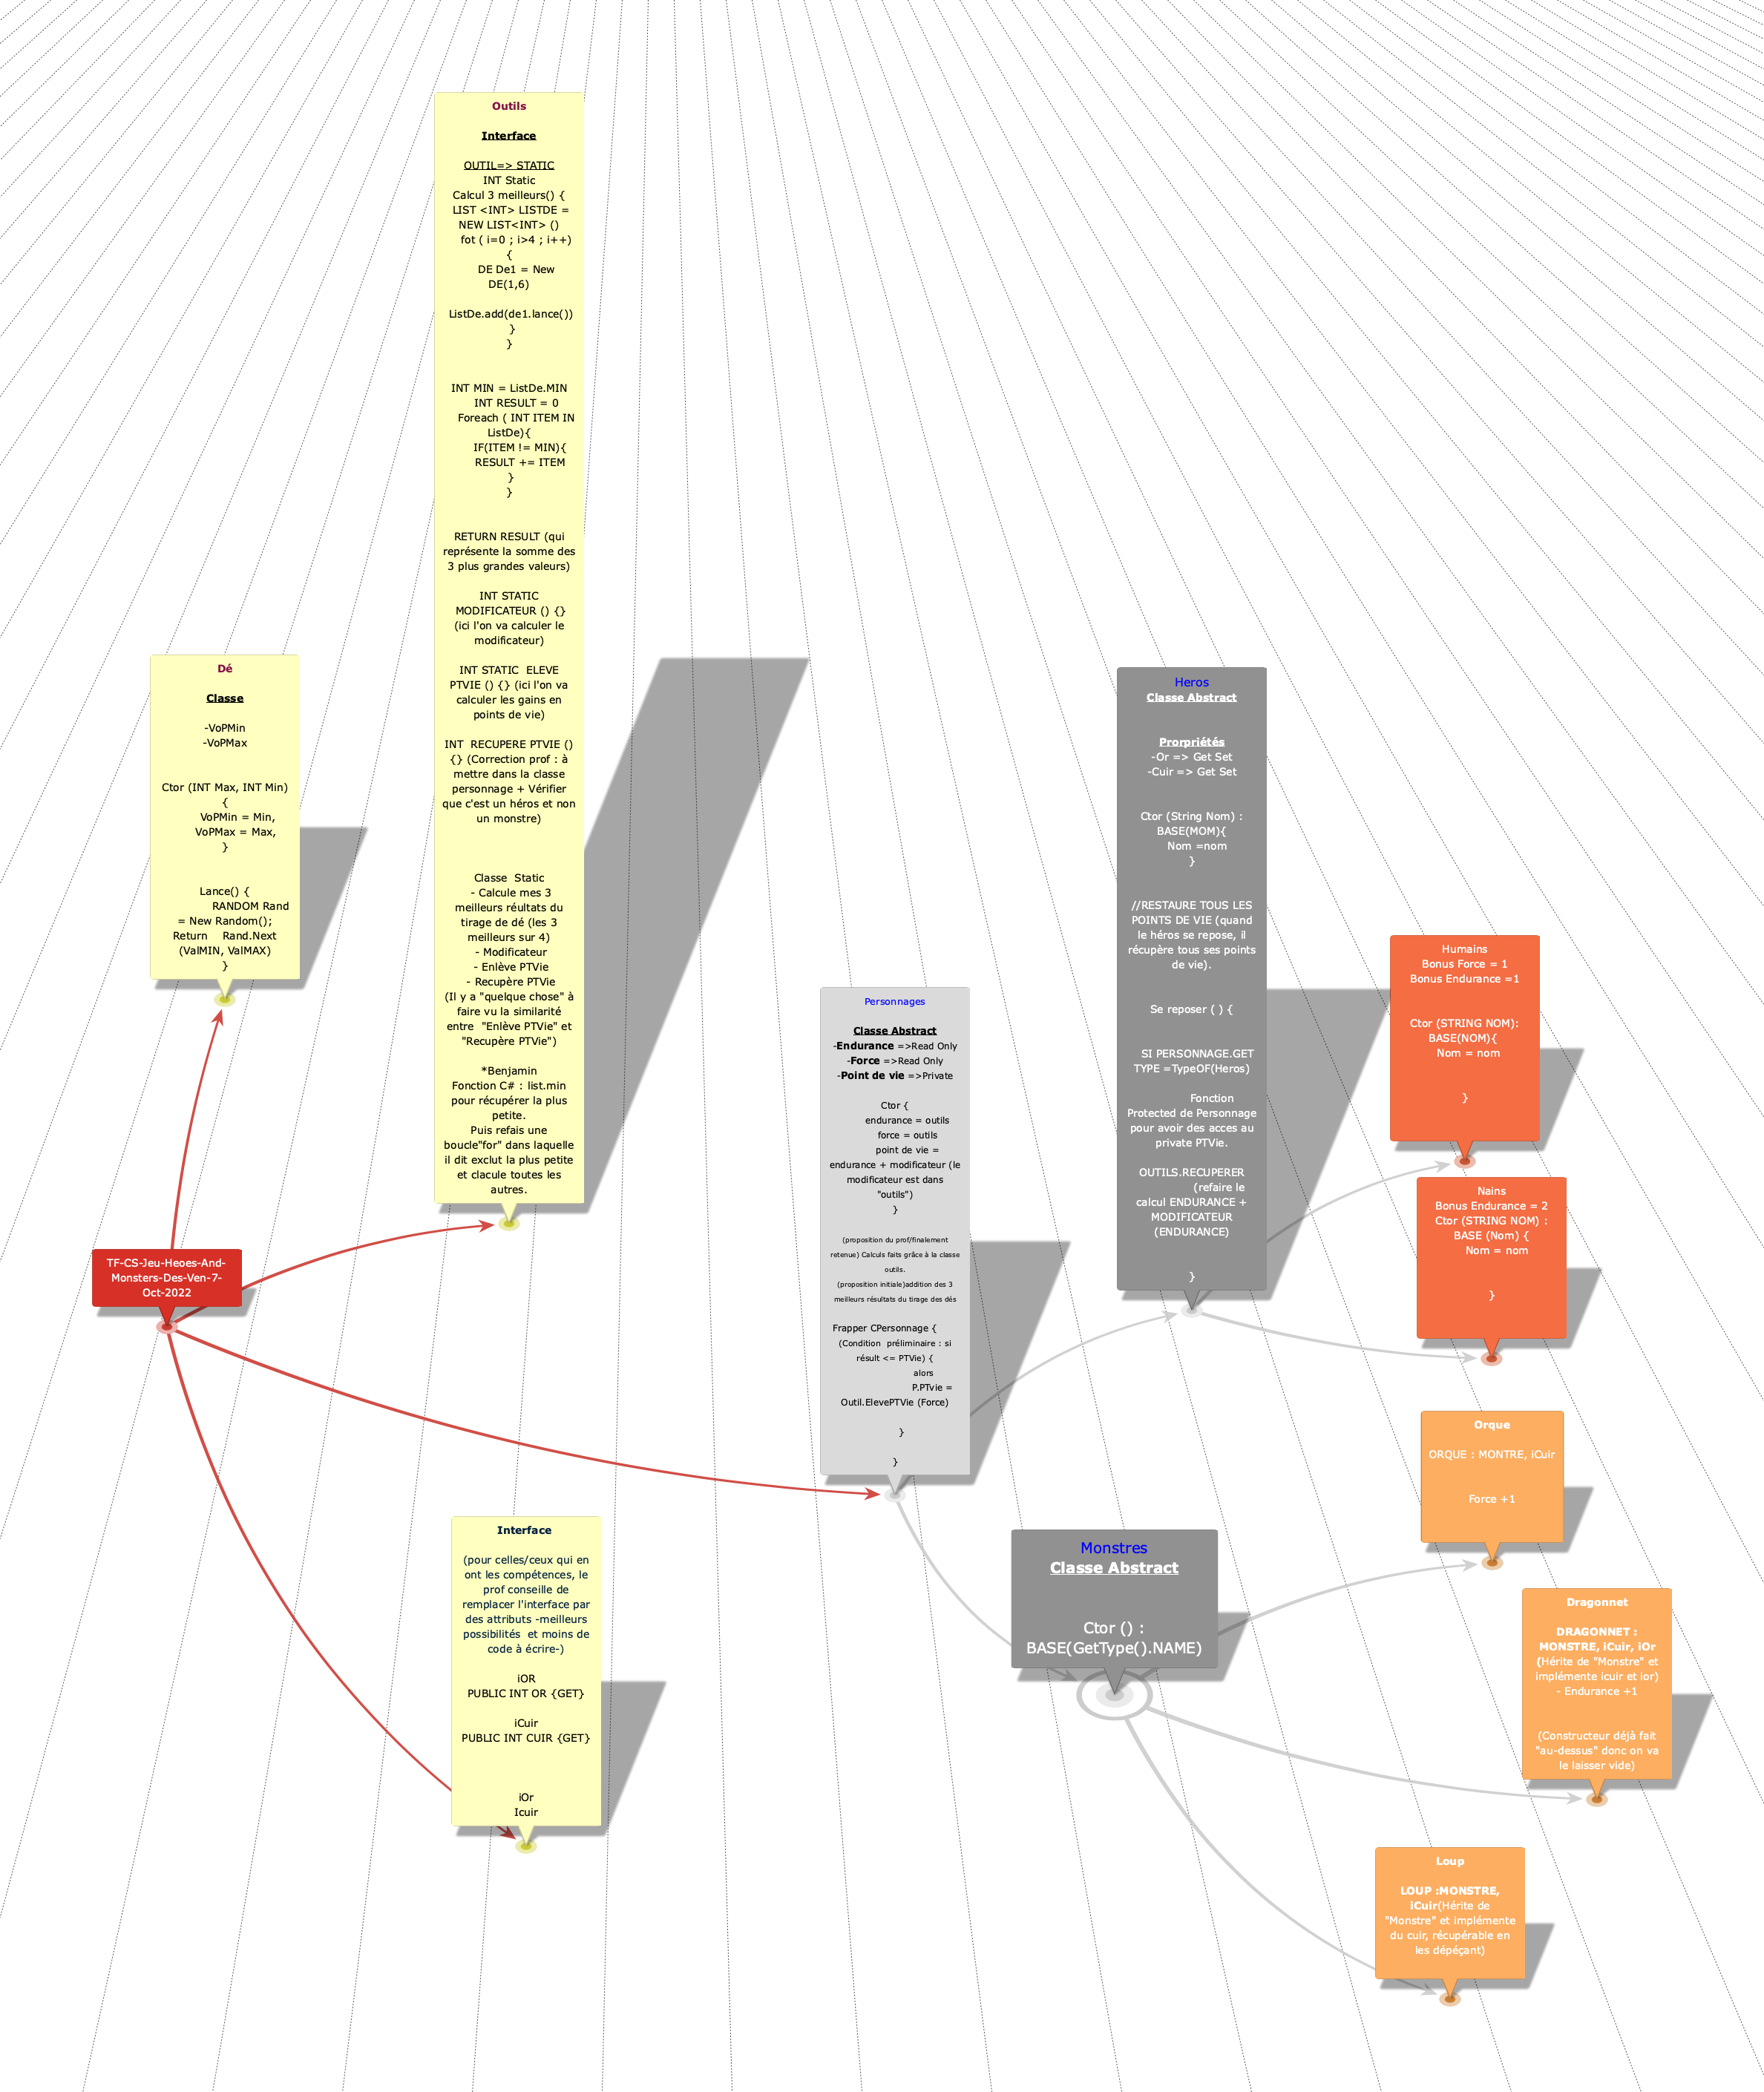 Outils
Interface
OUTIL=> STATIC
INT Static
Calcul 3 meilleurs() {
LIST <INT> LISTDE =
NEW LIST<INT> ()
fot ( i=0 ; i>4 ; i++)
{
DE De1 = New
DE(1,6)
ListDe.add(de1.lance())
}
}
INT MIN = ListDe.MIN
INT RESULT = 0
Foreach ( INT ITEM IN
ListDe){
IF(ITEM != MIN){
RESULT += ITEM
}
}
RETURN RESULT (qui
représente la somme des
3 plus grandes valeurs)
INT STATIC
MODIFICATEUR () {}
(ici l'on va calculer le
modificateur)
INT STATIC  ELEVE
PTVIE () {} (ici l'on va
calculer les gains en
points de vie)
INT  RECUPERE PTVIE ()
{} (Correction prof : à
mettre dans la classe
personnage + Vérifier
que c'est un héros et non
un monstre)
Classe  Static
- Calcule mes 3
meilleurs réultats du
tirage de dé (les 3
meilleurs sur 4)
- Modificateur
- Enlève PTVie
- Recupère PTVie
(Il y a "quelque chose" à
faire vu la similarité
entre  "Enlève PTVie" et
"Recupère PTVie")
*Benjamin
Fonction C# : list.min
pour récupérer la plus
petite.
Puis refais une
boucle"for" dans laquelle
il dit exclut la plus petite
et clacule toutes les
autres.
Dé
Classe
-VoPMin
-VoPMax
Ctor (INT Max, INT Min)
{
VoPMin = Min,
VoPMax = Max,
}
Lance() {
RANDOM Rand
= New Random();
Return    Rand.Next
(ValMIN, ValMAX)
}
TF-CS-Jeu-Heoes-And-
Monsters-Des-Ven-7-
Oct-2022
Interface
(pour celles/ceux qui en
ont les compétences, le
prof conseille de
remplacer l'interface par
des attributs -meilleurs
possibilités  et moins de
code à écrire-)
iOR
PUBLIC INT OR {GET}
iCuir
PUBLIC INT CUIR {GET}
iOr
Icuir
Personnages
Classe Abstract
-Endurance =>Read Only
-Force =>Read Only
-Point de vie =>Private
Ctor {
endurance = outils
force = outils
point de vie =
endurance + modificateur (le
modificateur est dans
"outils")
}
(proposition du prof/finalement
retenue) Calculs faits grâce à la classe
outils.
(proposition initiale)addition des 3
meilleurs résultats du tirage des dés
Frapper CPersonnage {
(Condition  préliminaire : si
résult <= PTVie) {
alors
P.PTvie =
Outil.ElevePTVie (Force)
}
}
Heros
Classe Abstract
Prorpriétés
-Or => Get Set
-Cuir => Get Set
Ctor (String Nom) :
BASE(MOM){
Nom =nom
}
//RESTAURE TOUS LES
POINTS DE VIE (quand
le héros se repose, il
récupère tous ses points
de vie).
Se reposer ( ) {
SI PERSONNAGE.GET
TYPE =TypeOF(Heros)
Fonction
Protected de Personnage
pour avoir des acces au
private PTVie.
OUTILS.RECUPERER
(refaire le
calcul ENDURANCE +
MODIFICATEUR
(ENDURANCE)
}
Monstres
Classe Abstract
Ctor () :
BASE(GetType().NAME)
Humains
Bonus Force = 1
Bonus Endurance =1
Ctor (STRING NOM):
BASE(NOM){
Nom = nom
}
Nains
Bonus Endurance = 2
Ctor (STRING NOM) :
BASE (Nom) {
Nom = nom
}
Orque
ORQUE : MONTRE, iCuir
Force +1
Dragonnet
DRAGONNET :
MONSTRE, iCuir, iOr
(Hérite de "Monstre" et
implémente icuir et ior)
- Endurance +1
(Constructeur déjà fait
"au-dessus" donc on va
le laisser vide)
Loup
LOUP :MONSTRE,
iCuir(Hérite de
"Monstre" et implémente
du cuir, récupérable en
les dépéçant)